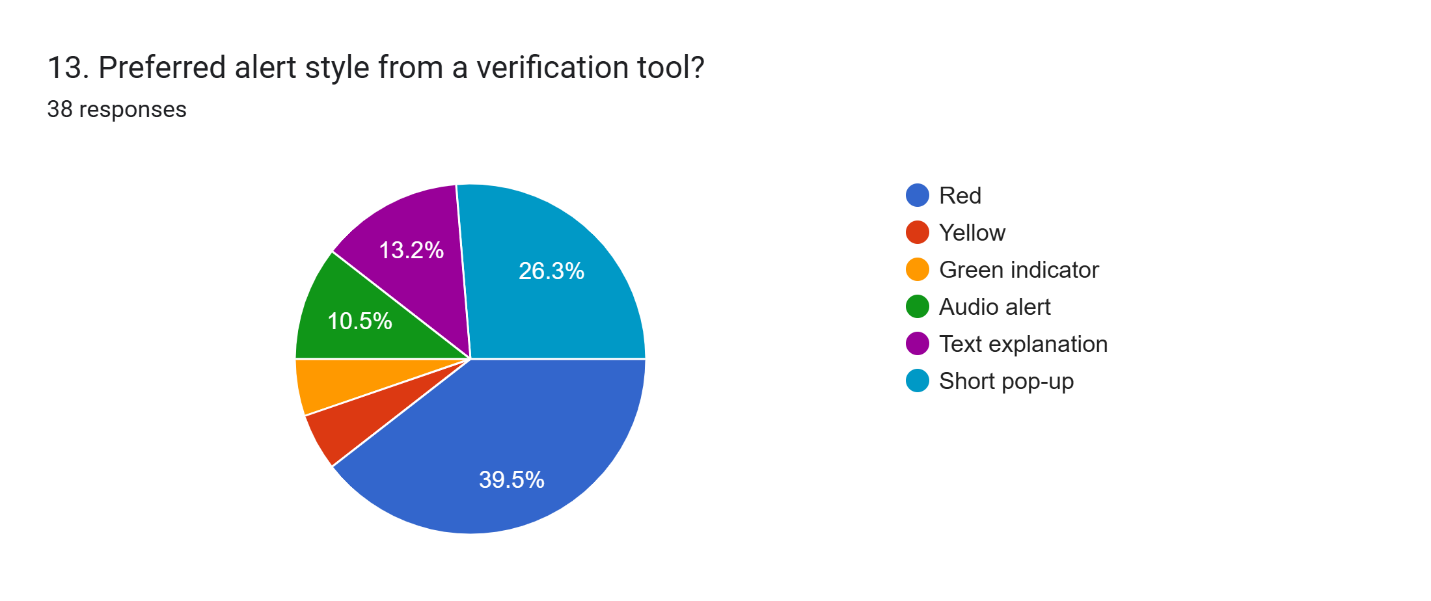 13. Preferred alert style from a verification tool?
38 responses
13.2%
26.3%
10.5%
39.5%
Red
Yellow
Green indicator
Audio alert
Text explanation
Short pop-up